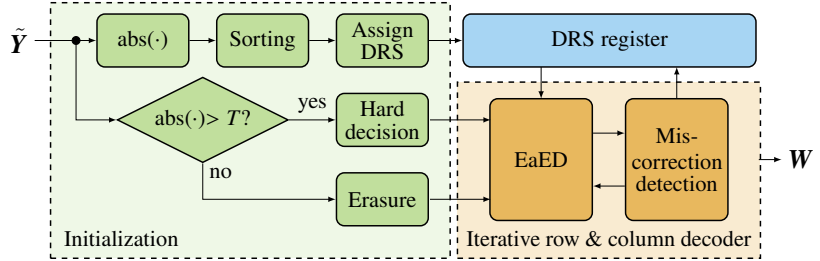 Ỹ
abs(·)
Sorting
Assign
DRS
DRS register
abs(·)> T?
yes
no
Hard
decision
Erasure
Initialization
EaED
Mis-
correction
detection
Iterative row & column decoder
W